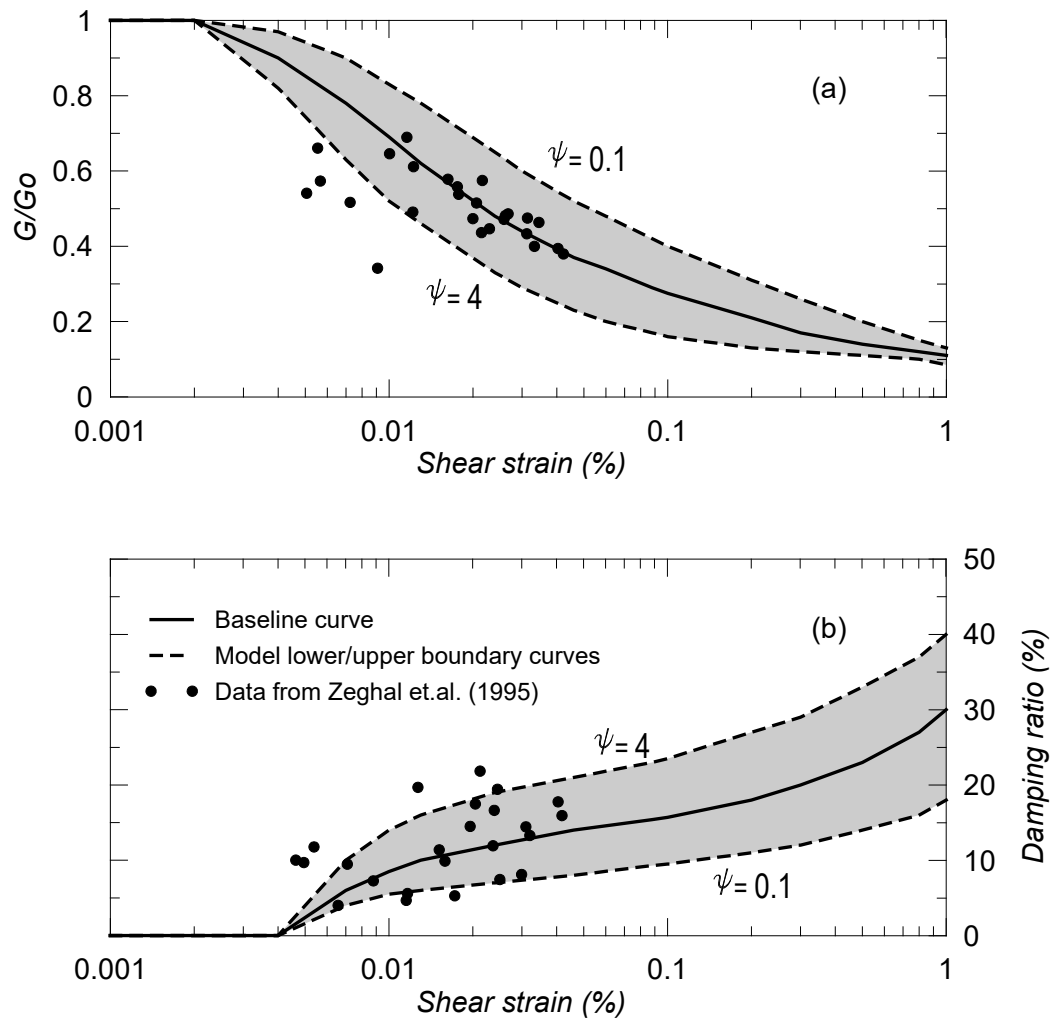 1
0.8
0.6
0.4
0.2
0
G/Go
(a)
ψ= 0.1
ψ= 4
0.001
0.01
0.1
1
Shear strain (%)
50
40
30
20
10
0
Damping ratio (%)
(b)
Baseline curve
Model lower/upper boundary curves
Data from Zeghal et.al. (1995)
ψ= 4
ψ= 0.1
0.001
0.01
0.1
1
Shear strain (%)